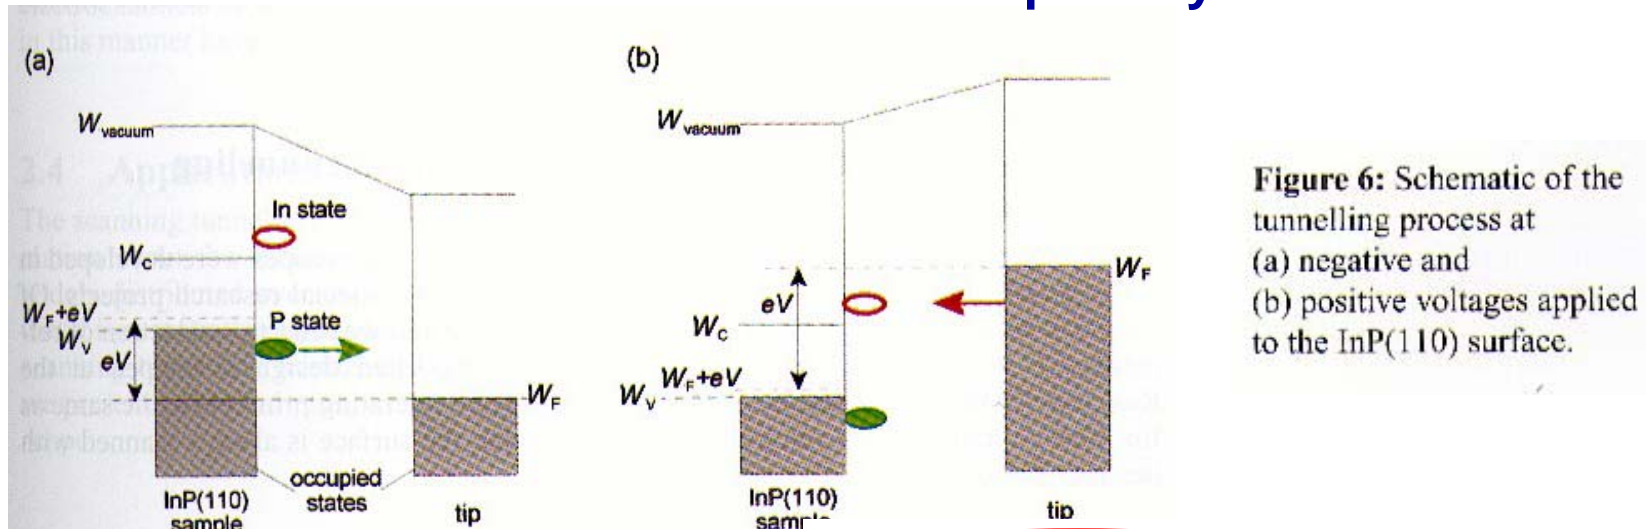 (a)
W vacuum
In state
W C
W F +eV
W V
P state
eV
W F
occupied
states
InP(110)
sample
tip
(b)
W vacuum
W F
eV
W C
W F +eV
W V
InP(110)
tip
Figure 6: Schematic of the
tunnelling process at
(a) negative and
(b) positive voltages applied
to the InP(110) surface.